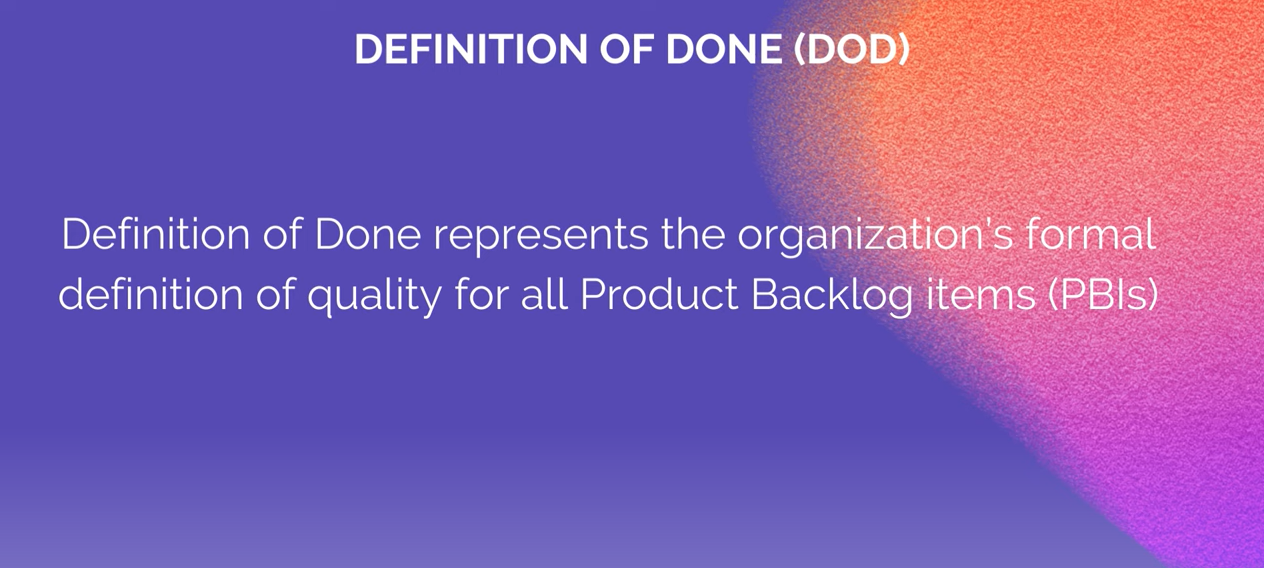 DEFINITION OF DONE (DOD)
Definition of Done represents the organization's formal
definition of quality for all Product Backlog items (PBIs)